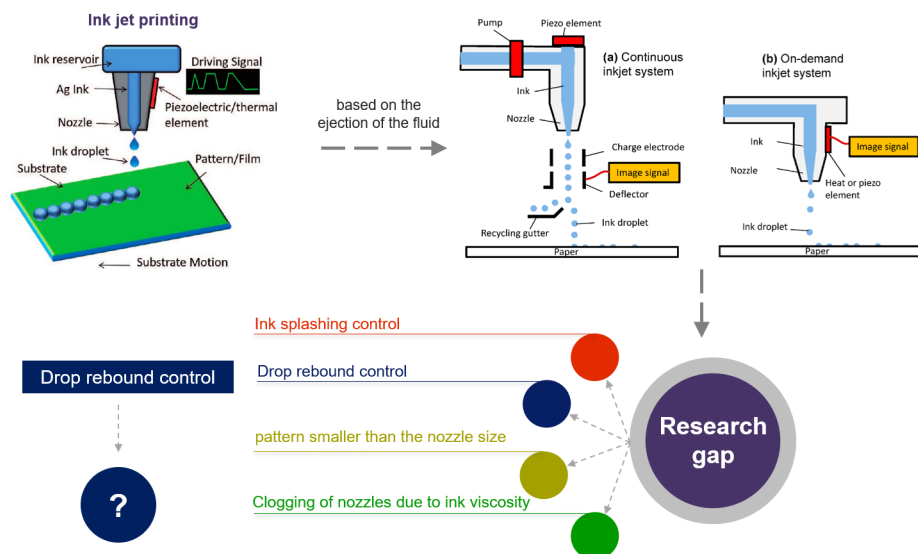 Ink jet printing
Ink reservoir
Driving Signal
Ag Ink
Piezoelectric/thermal
element
Nozzle
Ink droplet
Substrate
Pattern/Film
Substrate Motion
based on the
ejection of the fluid
Pump
Piezo element
(a) Continuous
inkjet system
Ink
Nozzle
Charge electrode
Image signal
Deflector
Ink droplet
Recycling gutter
Paper
(b) On-demand
inkjet system
Ink
Image signal
Nozzle
Heat or piezo
element
Ink droplet
Paper
Ink splashing control
Drop rebound control
pattern smaller than the nozzle size
Clogging of nozzles due to ink viscosity
Research
gap
Drop rebound control
?